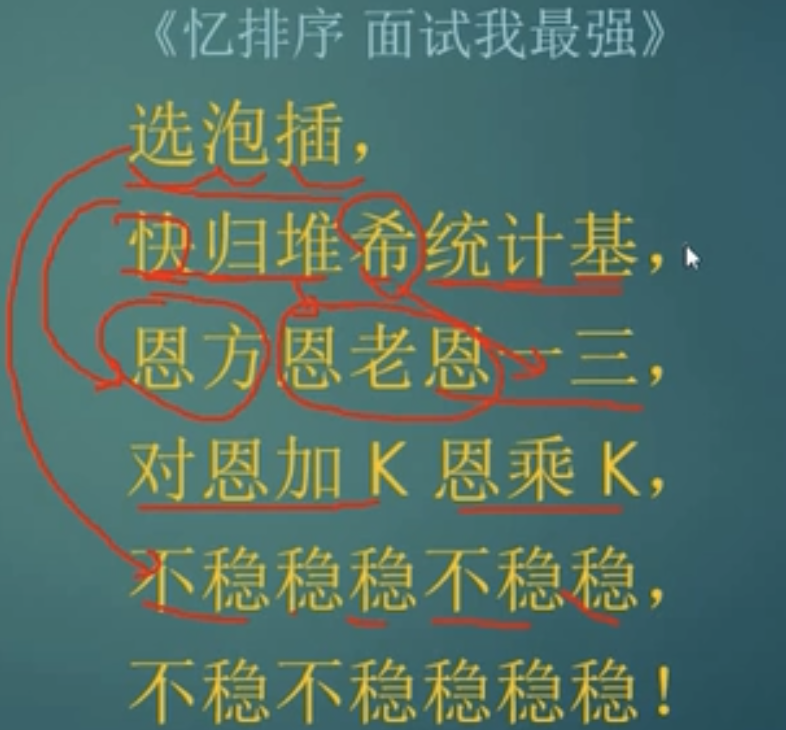 《忆排序 面试我最强》
选泡插，
快归堆希统计基，
恩方恩老恩一三，
对恩加K 恩乘K，
不稳稳稳不稳稳，
不稳不稳稳稳稳！